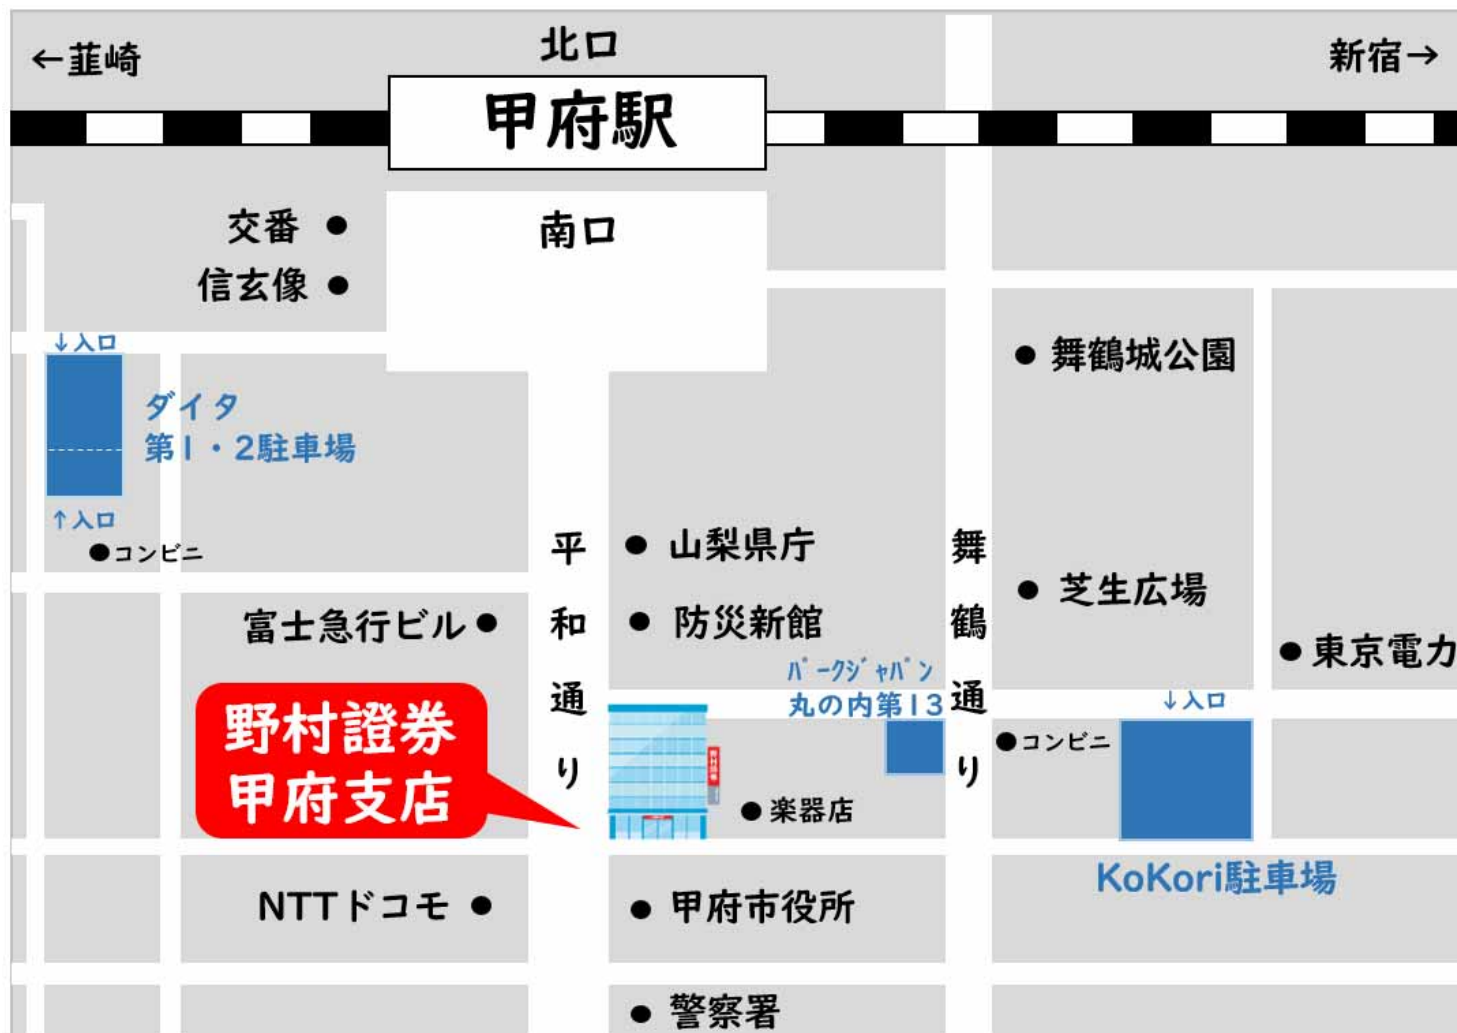 ←韮崎
北口
新宿→
甲府駅
交番
南口
信玄像
↓入口
舞鶴城公園
ダイタ
第1・2駐車場
↑入口
コンビニ
平和通り
山梨県庁
舞鶴通り
芝生広場
富士急行ビル
防災新館
東京電力
パークジャパン
丸の内第13
↓入口
野村證券
甲府支店
コンビニ
楽器店
KoKori駐車場
NTTドコモ
甲府市役所
警察署